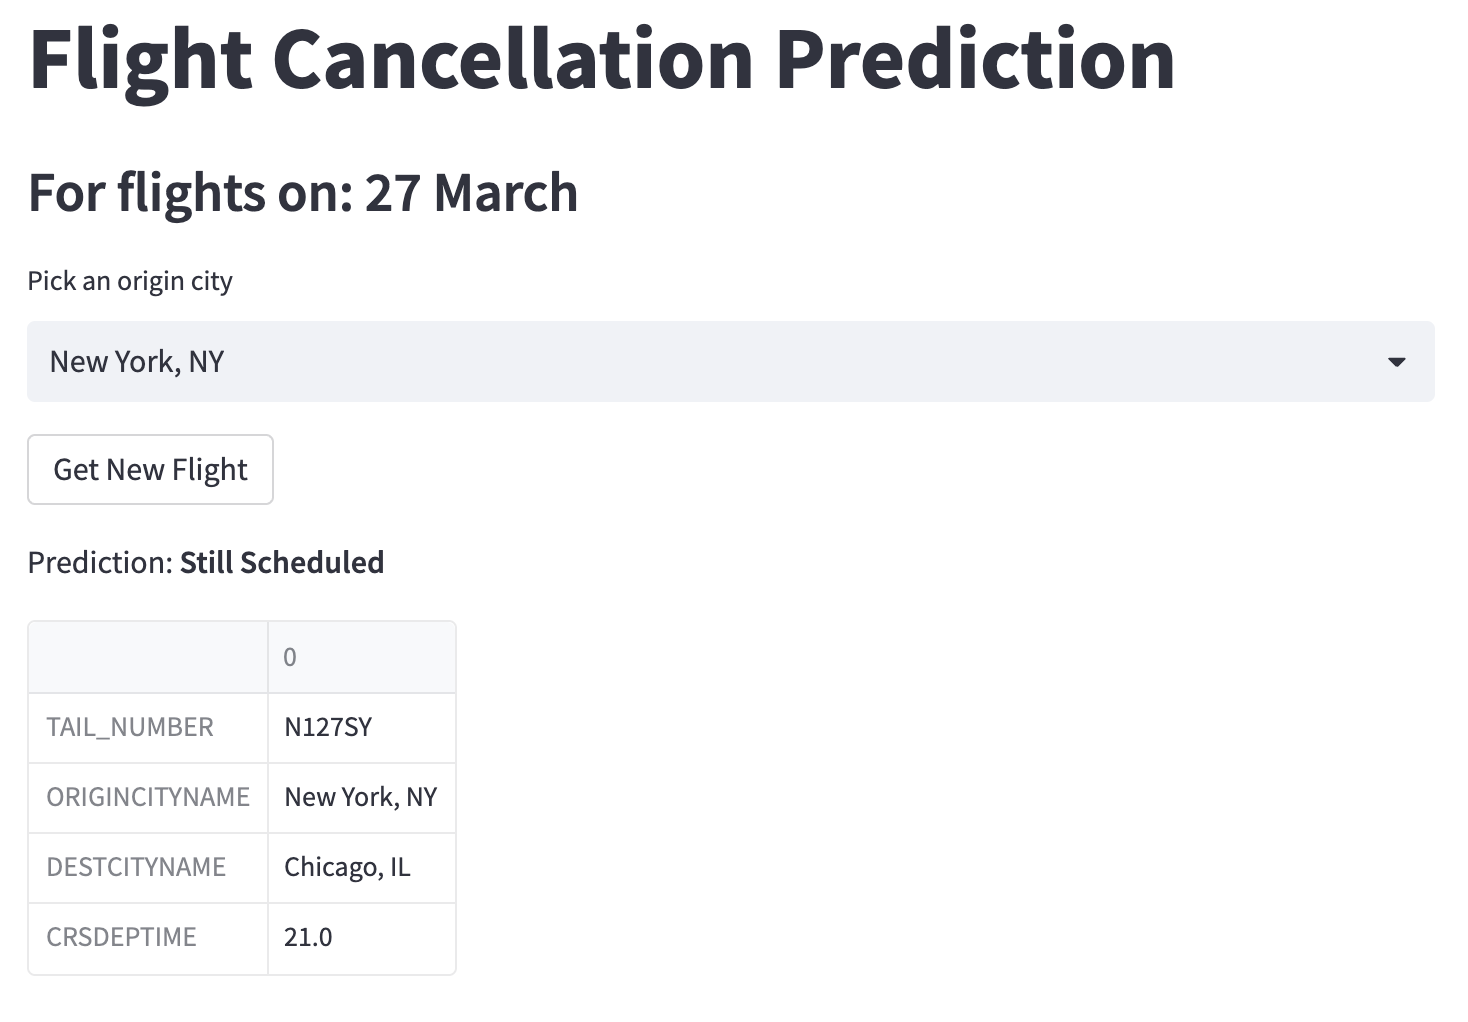 Flight Cancellation Prediction
For flights on: 27 March
Pick an origin city
New York, NY
Get New Flight
Prediction: Still Scheduled
0
TAIL_NUMBER N127SY
ORIGINCITYNAME New York, NY
DESTCITYNAME Chicago, IL
CRSDEPTIME 21.0